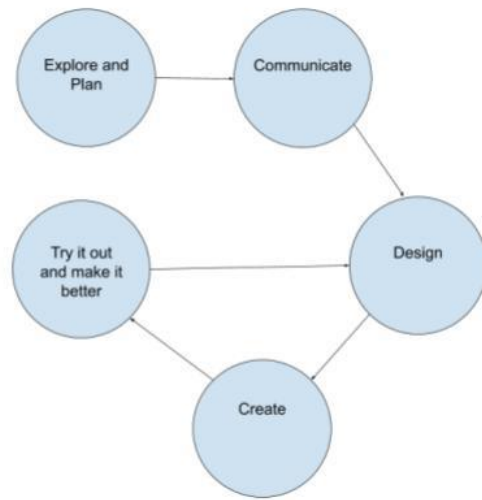 Explore and
Plan
Communicate
Design
Create
Try it out
and make it
better